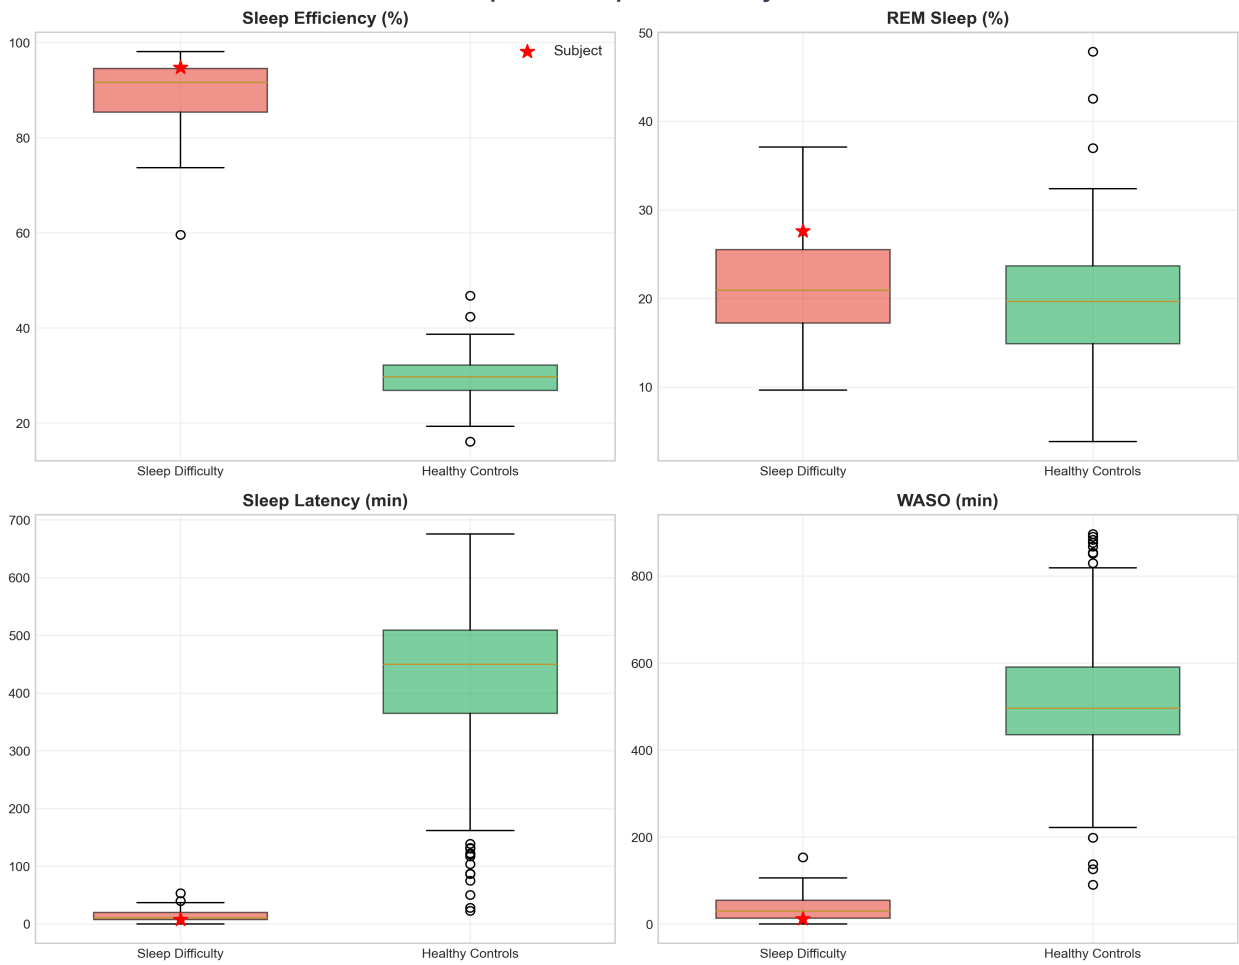 Sleep Efficiency (%)
100
80
60
40
20
Subject
Sleep Difficulty
Healthy Controls
REM Sleep (%)
50
40
30
20
10
Sleep Difficulty
Healthy Controls
Sleep Latency (min)
700
600
500
400
300
200
100
0
Sleep Difficulty
Healthy Controls
WASO (min)
800
600
400
200
0
Sleep Difficulty
Healthy Controls